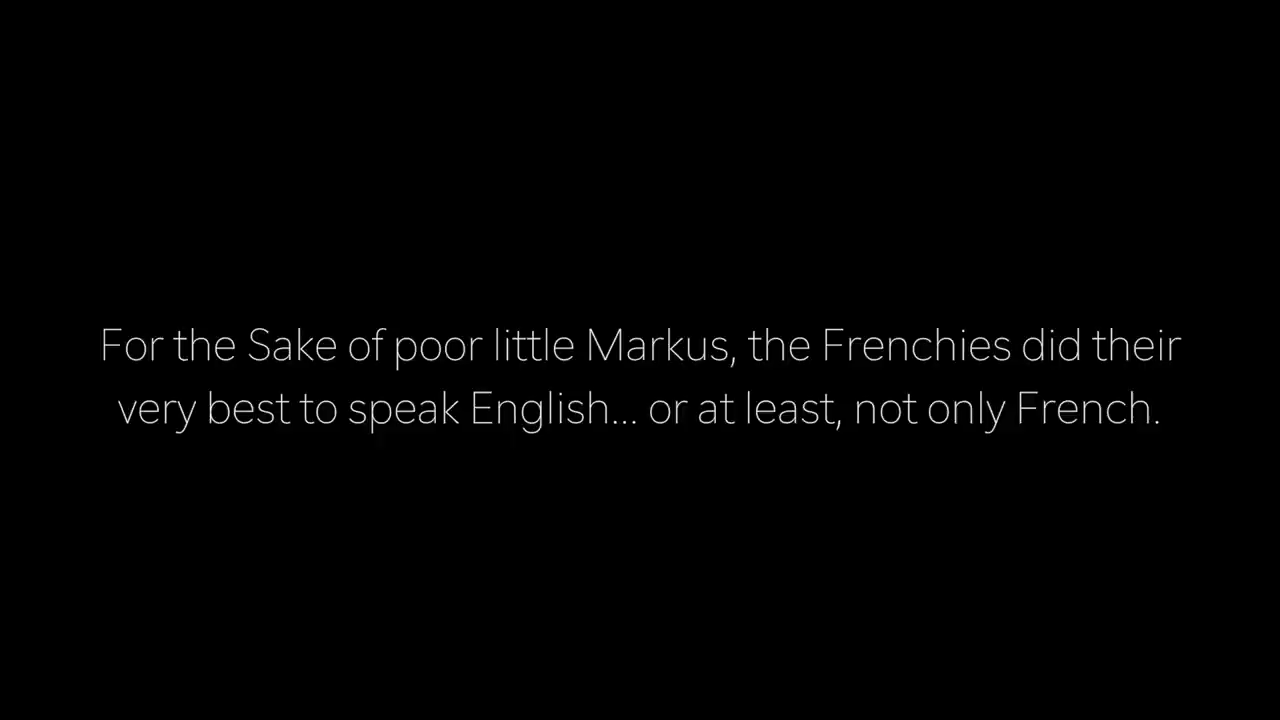 For the Sake of poor little Markus, the Frenchies did their
very best to speak English... or at least, not only French.